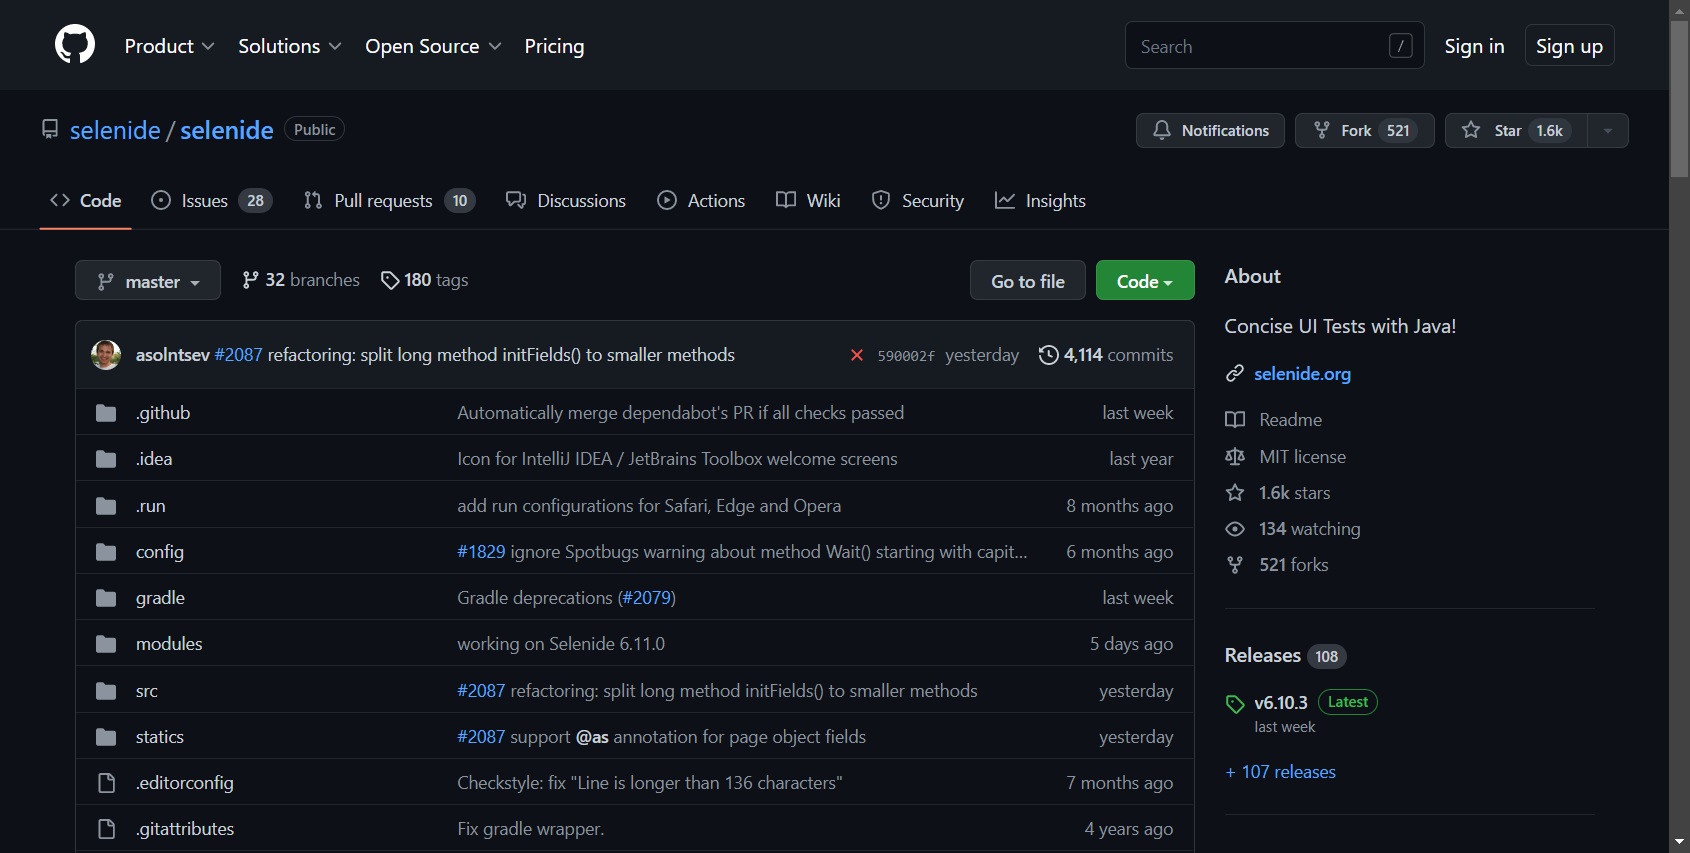 Product Solutions Open Source Pricing Search / Sign in Sign up
selenide / selenide Public Notifications Fork 521 Star 1.6k
Code Issues 28 Pull requests 10 Discussions Actions Wiki Security Insights
master 32 branches 180 tags Go to file Code
asolntsev #2087 refactoring: split long method initFields() to smaller methods 590002f yesterday 4,114 commits
.github Automatically merge dependabot's PR if all checks passed last week
.idea Icon for IntelliJ IDEA / JetBrains Toolbox welcome screens last year
.run add run configurations for Safari, Edge and Opera 8 months ago
config #1829 ignore Spotbugs warning about method Wait() starting with capit... 6 months ago
gradle Gradle deprecations (#2079) last week
modules working on Selenide 6.11.0 5 days ago
src #2087 refactoring: split long method initFields() to smaller methods yesterday
statics #2087 support @as annotation for page object fields yesterday
.editorconfig Checkstyle: fix "Line is longer than 136 characters" 7 months ago
.gitattributes Fix gradle wrapper. 4 years ago
About
Concise UI Tests with Java!
selenide.org
Readme
MIT license
1.6k stars
134 watching
521 forks
Releases 108
v6.10.3 Latest
last week
+ 107 releases